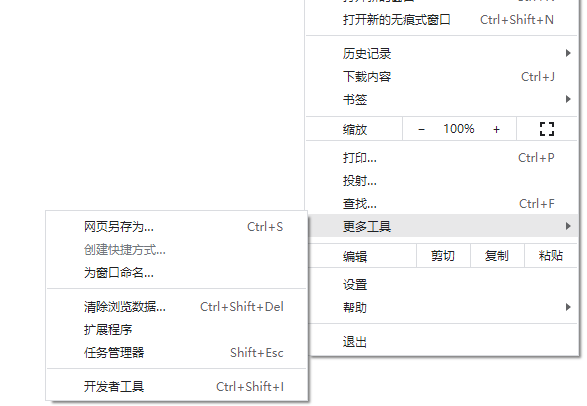 打开新的无痕式窗口 Ctrl+Shift+N
历史记录
下载内容 Ctrl+J
书签
缩放 − 100% +
打印... Ctrl+P
投射...
查找... Ctrl+F
更多工具
编辑 剪切 复制 粘贴
设置
帮助
退出
网页另存为... Ctrl+S
创建快捷方式...
为窗口命名...
清除浏览数据... Ctrl+Shift+Del
扩展程序
任务管理器 Shift+Esc
开发者工具 Ctrl+Shift+I